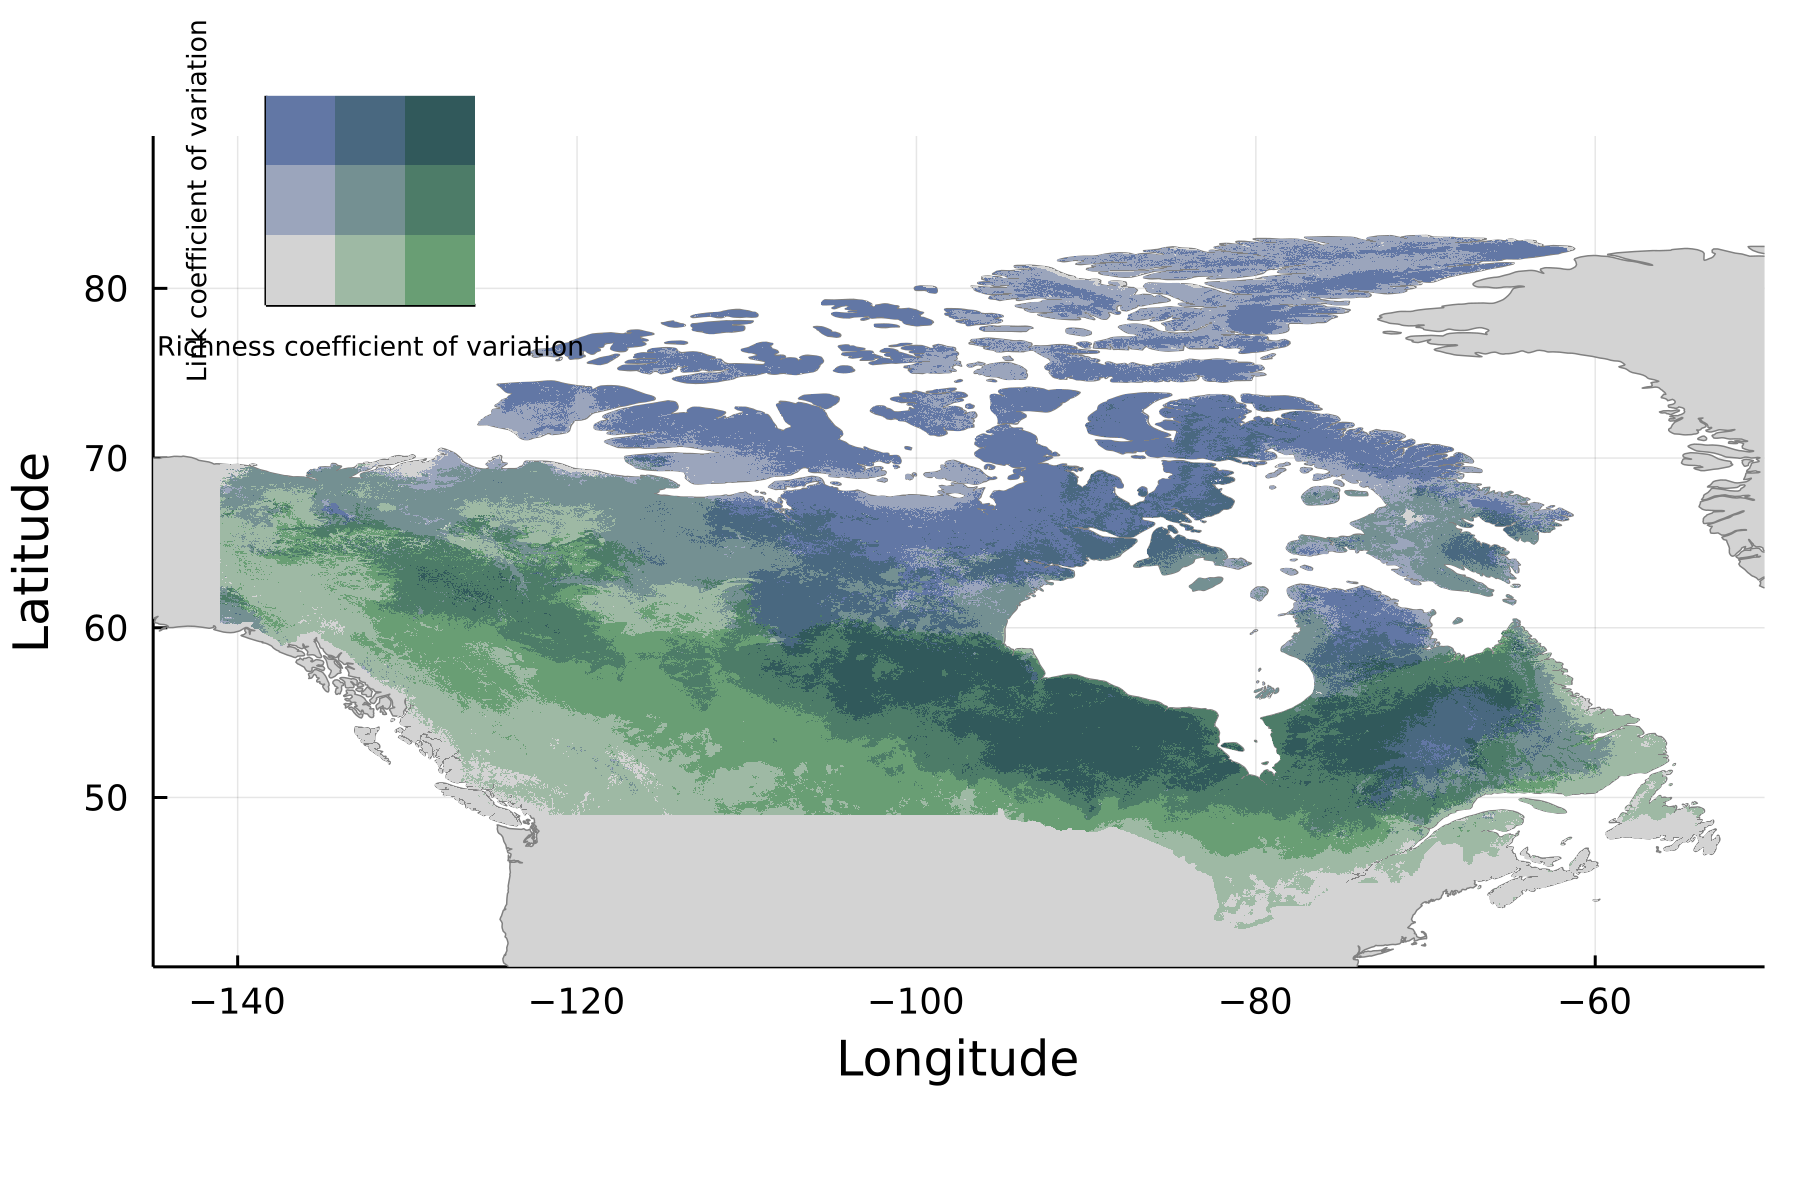 Link coefficient of variation
Richness coefficient of variation
Latitude
80
70
60
50
−140
−120
−100
−80
−60
Longitude